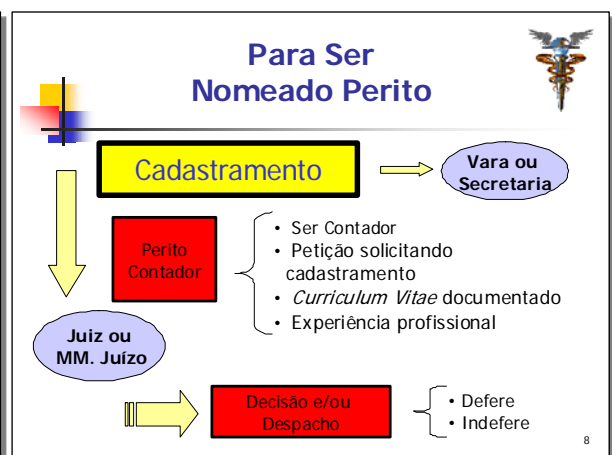 Para Ser
Nomeado Perito
Cadastramento
Vara ou
Secretaria
Perito
Contador
• Ser Contador
• Petição solicitando
cadastramento
• Curriculum Vitae documentado
• Experiência profissional
Juiz ou
MM. Juízo
Decisão e/ou
Despacho
• Defere
• Indefere
8